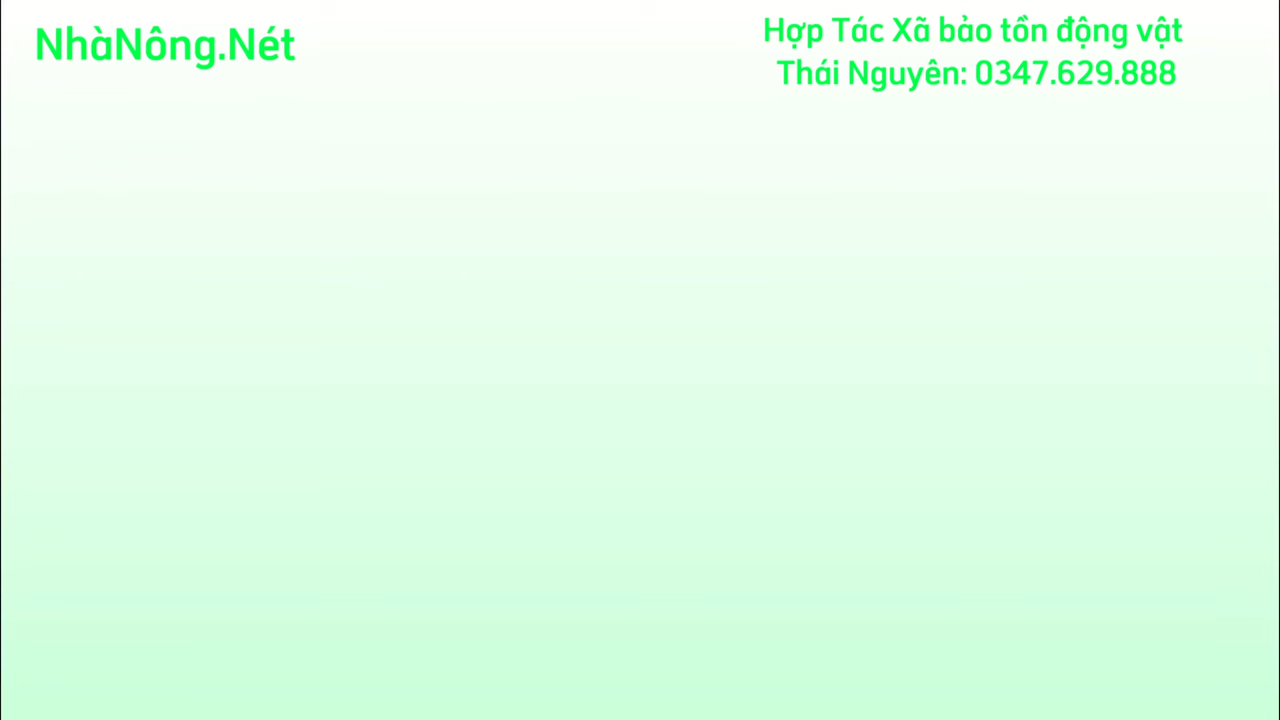 NhàNông.Nét
Hợp Tác Xã bảo tồn động vật
Thái Nguyên: 0347.629.888